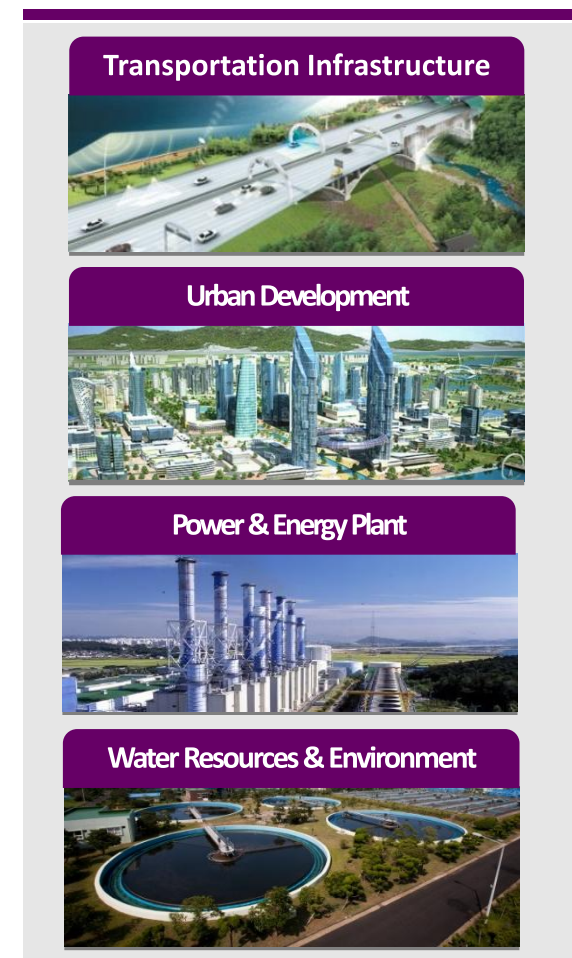 Transportation Infrastructure
Urban Development
Power & Energy Plant
Water Resources & Environment